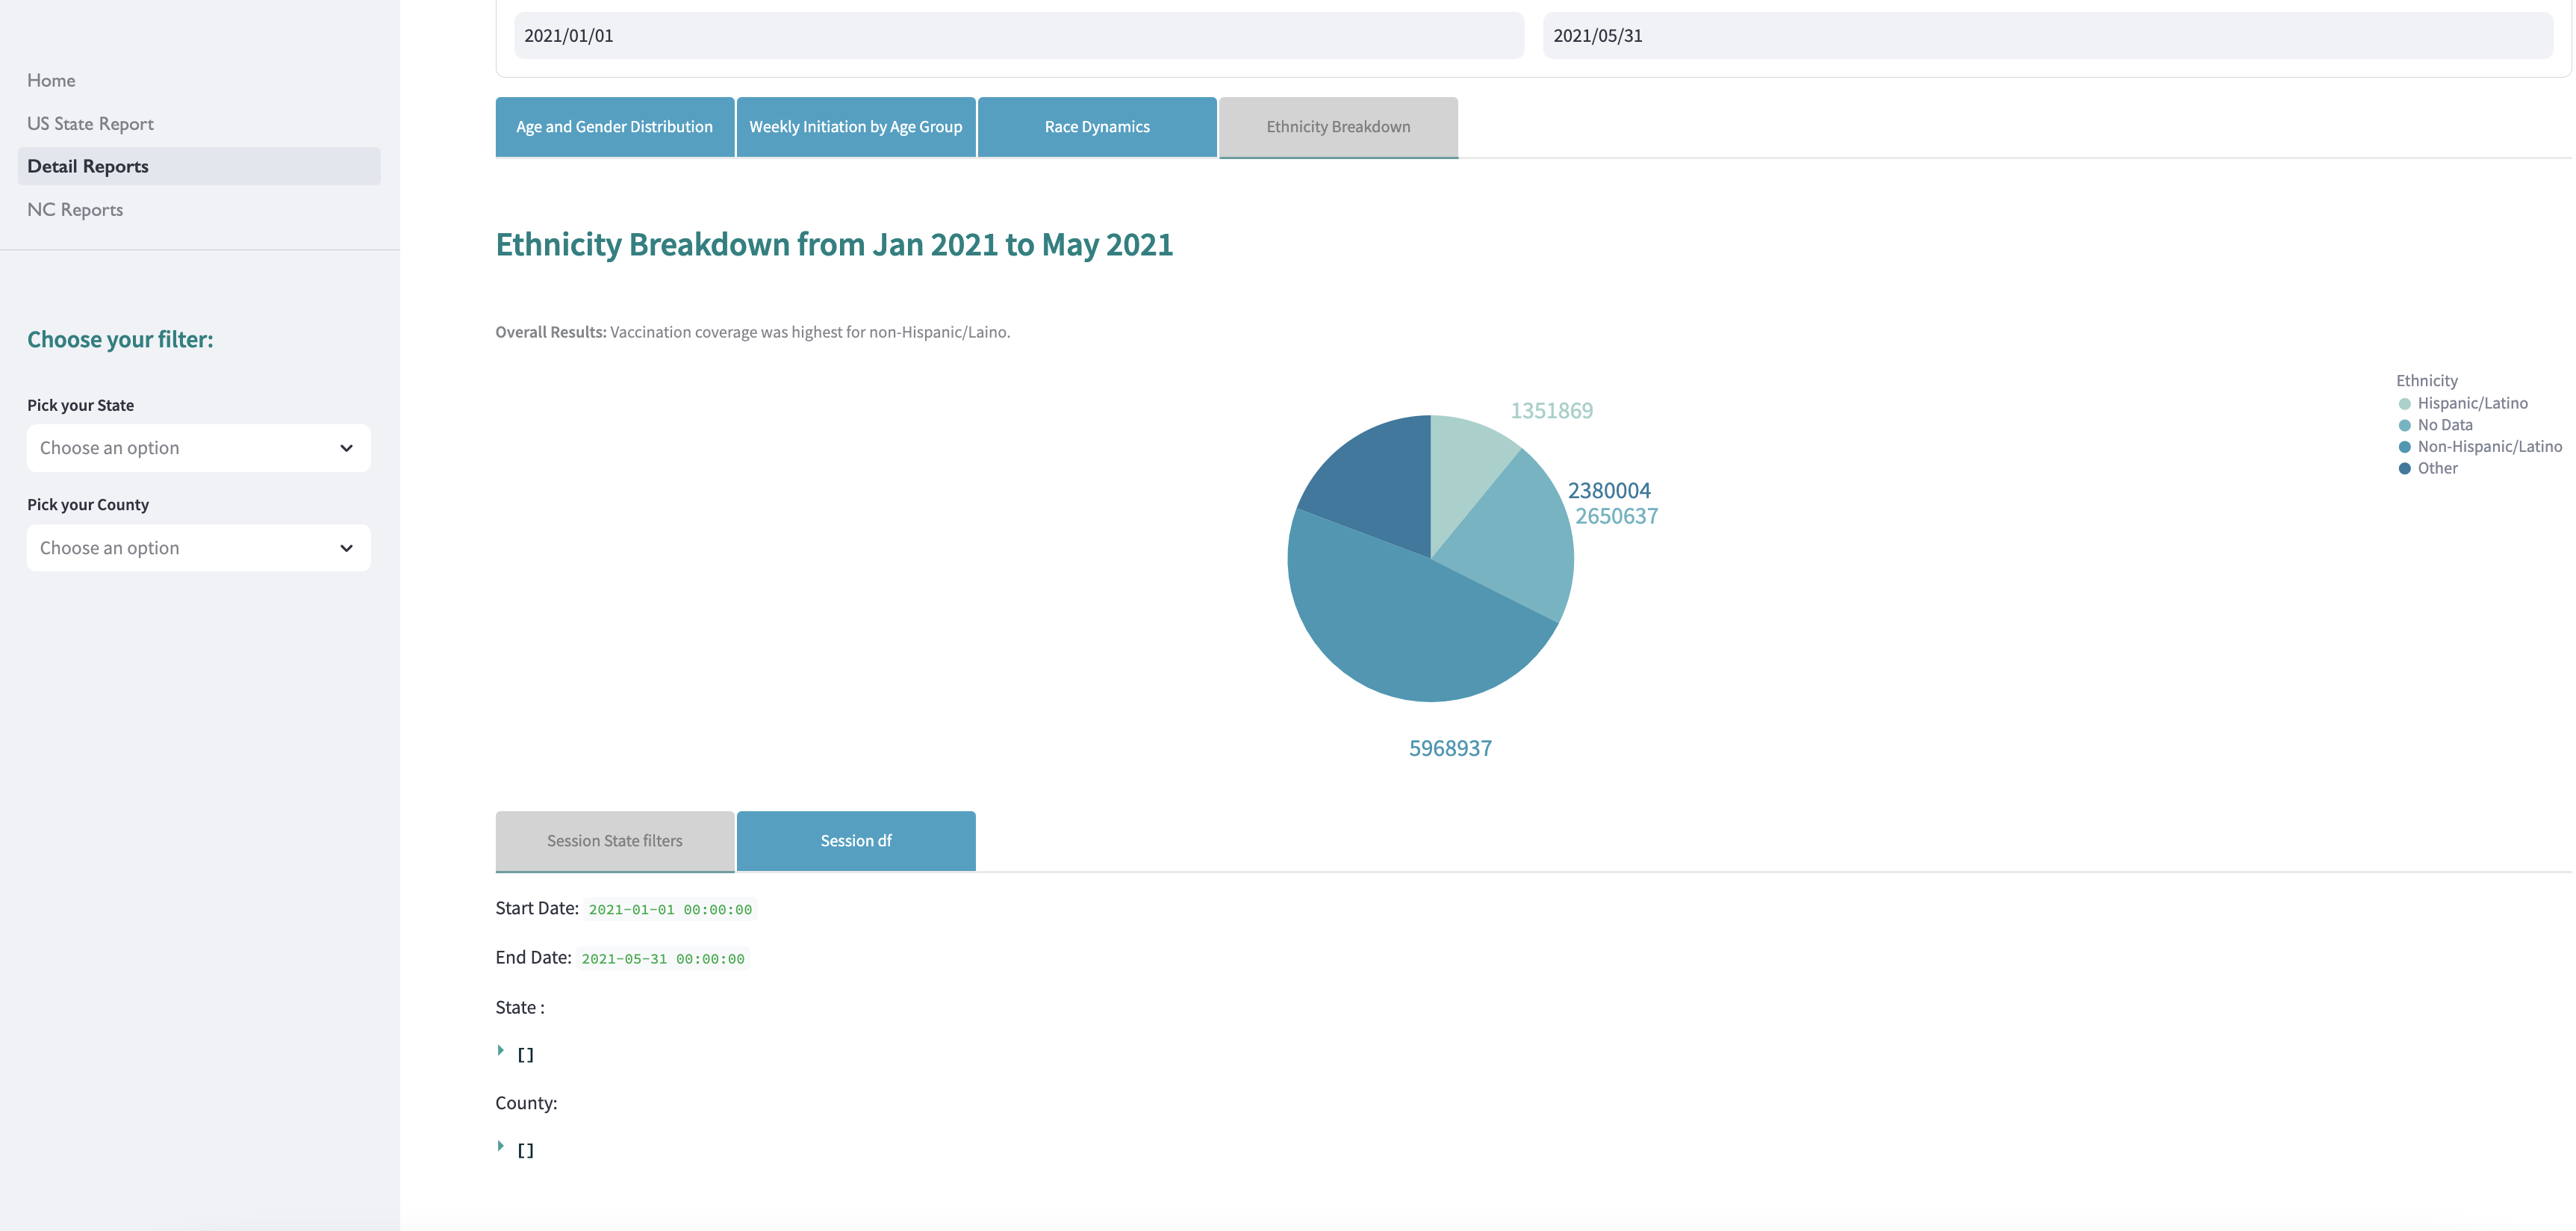 Home
US State Report
Detail Reports
NC Reports
Choose your filter:
Pick your State
Choose an option
Pick your County
Choose an option
2021/01/01
2021/05/31
Age and Gender Distribution
Weekly Initiation by Age Group
Race Dynamics
Ethnicity Breakdown
Ethnicity Breakdown from Jan 2021 to May 2021
Overall Results: Vaccination coverage was highest for non-Hispanic/Laino.
1351869
2380004
2650637
5968937
Ethnicity
Hispanic/Latino
No Data
Non-Hispanic/Latino
Other
Session State filters
Session df
Start Date: 2021-01-01 00:00:00
End Date: 2021-05-31 00:00:00
State :
[]
County:
[]